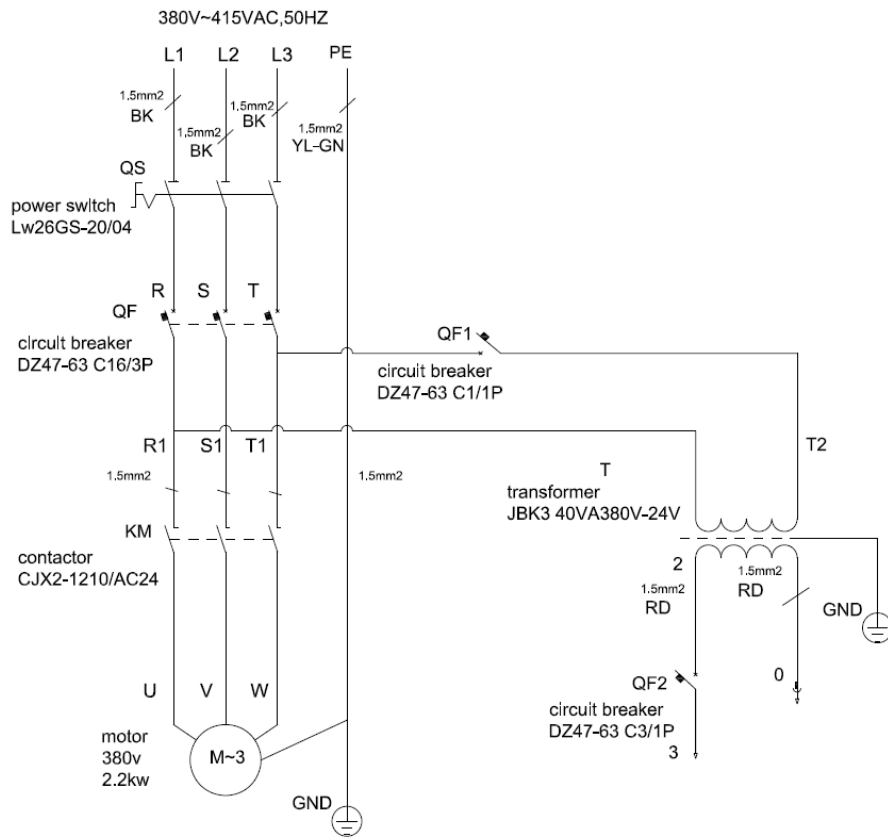 380V~415VAC,50HZ
L1 L2 L3 PE
1.5mm2
BK
1.5mm2
BK
1.5mm2
BK
1.5mm2
YL-GN
QS
power switch
Lw26GS-20/04
R S T
QF
circuit breaker
DZ47-63 C16/3P
QF1
circuit breaker
DZ47-63 C1/1P
R1 S1 T1
T2
1.5mm2
1.5mm2
T
transformer
JBK3 40VA380V-24V
KM
contactor
CJX2-1210/AC24
2
1.5mm2
RD
1.5mm2
RD
GND
0
QF2
circuit breaker
DZ47-63 C3/1P
3
U V W
motor
380v
2.2kw
M~3
GND